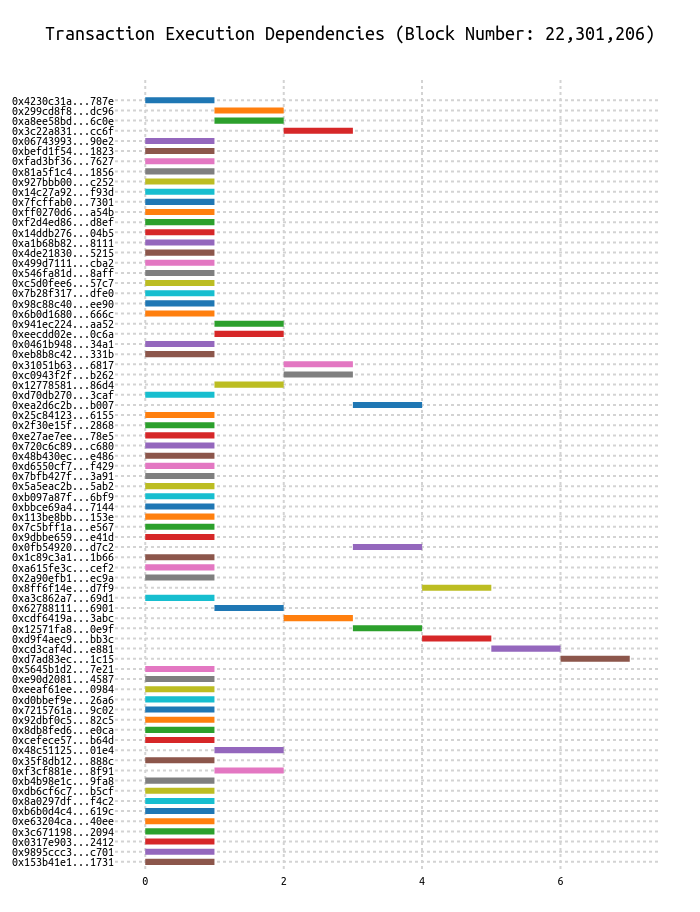 Transaction Execution Dependencies (Block Number: 22,301,206)
0x4230c31a...787e
0x299cd8f8...dc96
0xa8ee58bd...6c0e
0x3c22a831...cc6f
0x06743993...90e2
0xbefd1f54...1823
0xfad3bf36...7627
0x81a5f1c4...1856
0x927bbb00...c252
0x14c27a92...f93d
0x7fcffab0...7301
0xff0270d6...a54b
0xf2d4ed86...d8ef
0x14ddb276...04b5
0xa1b68b82...8111
0x4de21830...5215
0x499d7111...cba2
0x546fa81d...8aff
0xc5d0fee6...57c7
0x7b28f317...dfe0
0x98c88c40...ee90
0x6b0d1680...666c
0x941ec224...aa52
0xeecdd02e...0c6a
0x0461b948...34a1
0xeb8b8c42...331b
0x31051b63...6817
0xc0943f2f...b262
0x12778581...86d4
0xd70db270...3caf
0xea2d6c2b...b007
0x25c84123...6155
0x2f30e15f...2868
0xe27ae7ee...78e5
0x720c6c89...c680
0x48b430ec...e486
0xd6550cf7...f429
0x7bfb427f...3a91
0x5a5eac2b...5ab2
0xb097a87f...6bf9
0xbbce69a4...7144
0x113be8bb...153e
0x7c5bff1a...e567
0x9dbbe659...e41d
0x0fb54920...d7c2
0x1c89c3a1...1b66
0xa615fe3c...cef2
0x2a90efb1...ec9a
0x8ff6f14e...d7f9
0xa3c862a7...69d1
0x62788111...6901
0xcdf6419a...3abc
0x12571fa8...0e9f
0xd9f4aec9...bb3c
0xcd3caf4d...e881
0xd7ad83ec...1c15
0x5645b1d2...7e21
0xe90d2081...4587
0xeeaf61ee...0984
0xd0bbef9e...26a6
0x7215761a...9c02
0x92dbf0c5...82c5
0x8db8fed6...e0ca
0xcefece57...b64d
0x48c51125...01e4
0x35f8db12...888c
0xf3cf881e...8f91
0xb4b98e1c...9fa8
0xdb6cf6c7...b5cf
0x8a0297df...f4c2
0xb6b0d4c4...619c
0xe63204ca...40ee
0x3c671198...2094
0x0317e903...2412
0x9895ccc3...c701
0x153b41e1...1731
0 2 4 6